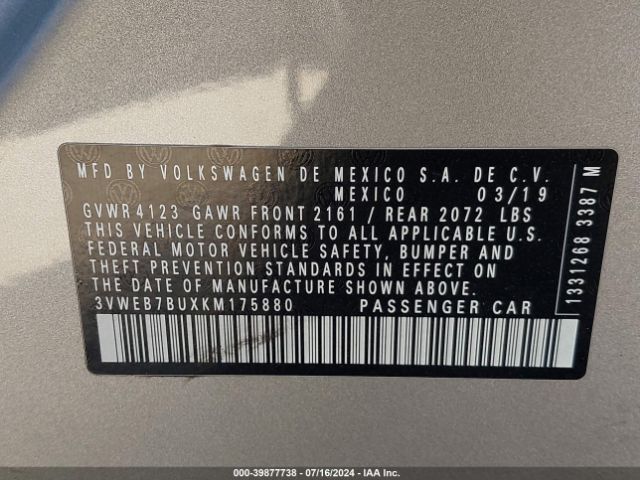 MFD BY VOLKSWAGEN DE MEXICO S.A. DE C.V.
MEXICO 03/19
GVWR 4123 GAWR FRONT 2161 / REAR 2072 LBS
THIS VEHICLE CONFORMS TO ALL APPLICABLE U.S.
FEDERAL MOTOR VEHICLE SAFETY, BUMPER AND
THEFT PREVENTION STANDARDS IN EFFECT ON
THE DATE OF MANUFACTURE SHOWN ABOVE.
3VWEB7BUXKM175880 PASSENGER CAR
1331268 3387 M
000-39877738 - 07/16/2024 - IAAI.COM